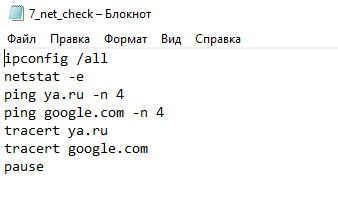 7_net_check – Блокнот
Файл Правка Формат Вид Справка
ipconfig /all
netstat -e
ping ya.ru -n 4
ping google.com -n 4
tracert ya.ru
tracert google.com
pause